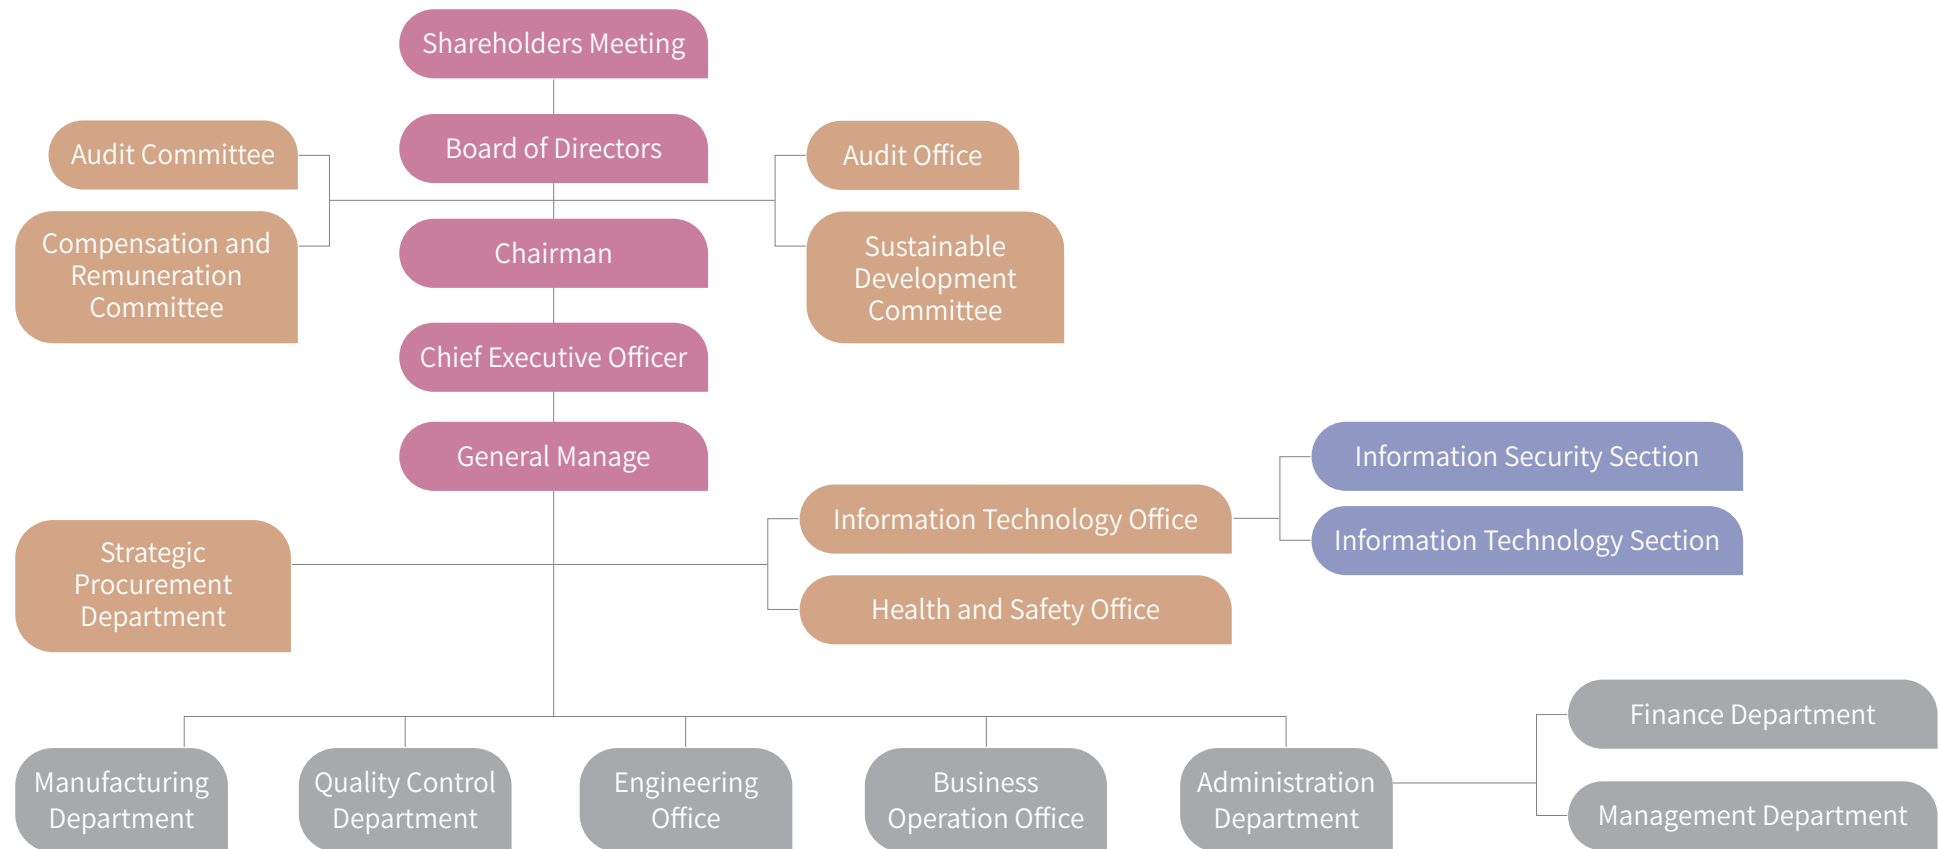 Shareholders Meeting
Board of Directors
Audit Committee
Audit Office
Compensation and
Remuneration
Committee
Chairman
Sustainable
Development
Committee
Chief Executive Officer
General Manage
Information Security Section
Information Technology Office
Information Technology Section
Strategic
Procurement
Department
Health and Safety Office
Finance Department
Manufacturing
Department
Quality Control
Department
Engineering
Office
Business
Operation Office
Administration
Department
Management Department